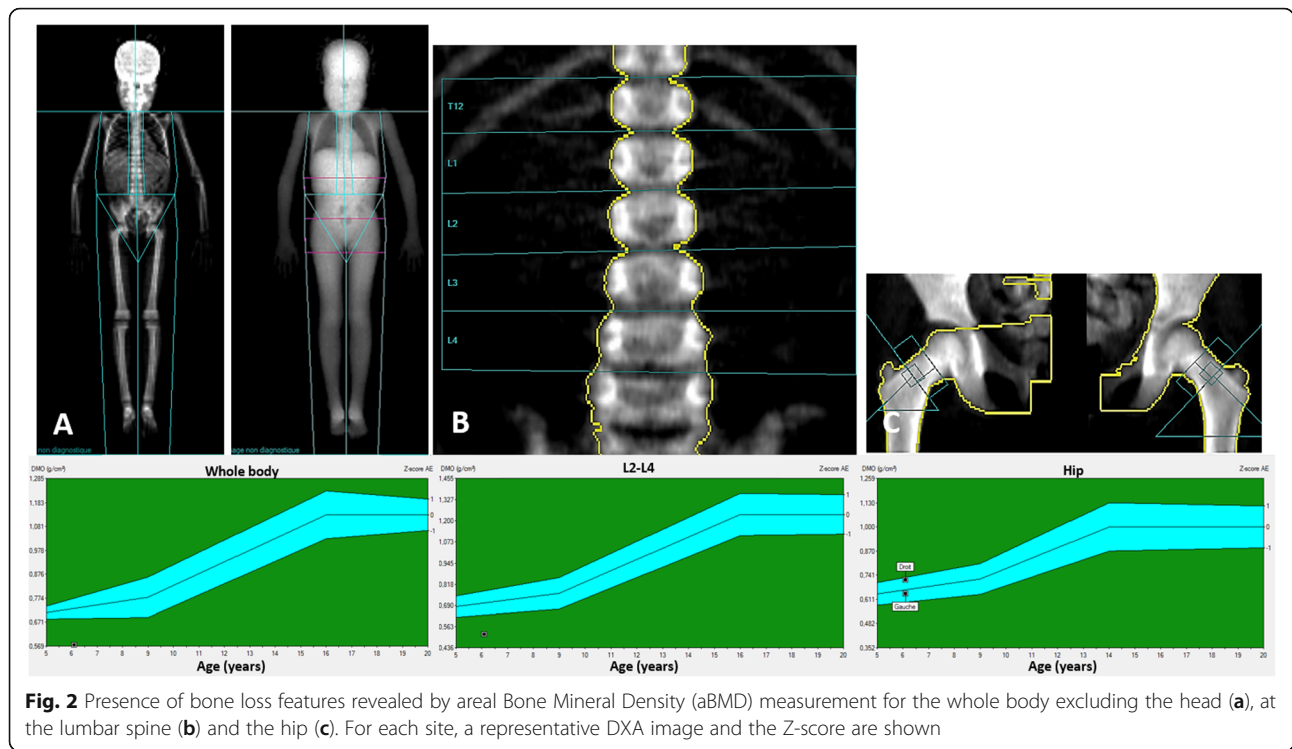 A
non diagnostique
age non diagnostique
B
T12
L1
L2
L3
L4
C
DMO (g/cm²) Whole body Z-score AE
1,285
1,183
1,081
0,978
0,876
0,774
0,671
0,569
1
0
-1
5 6 7 8 9 10 11 12 13 14 15 16 17 18 19 20
Age (years)
DMO (g/cm²) L2-L4 Z-score AE
1,455
1,328
1,200
1,073
0,945
0,818
0,690
0,563
0,436
1
0
-1
5 6 7 8 9 10 11 12 13 14 15 16 17 18 19 20
Age (years)
DMO (g/cm²) Hip Z-score AE
1,259
1,130
1,000
0,870
0,741
0,611
0,482
0,352
Droit
Gauche
1
0
-1
5 6 7 8 9 10 11 12 13 14 15 16 17 18 19 20
Age (years)
Fig. 2 Presence of bone loss features revealed by areal Bone Mineral Density (aBMD) measurement for the whole body excluding the head (a), at
the lumbar spine (b) and the hip (c). For each site, a representative DXA image and the Z-score are shown